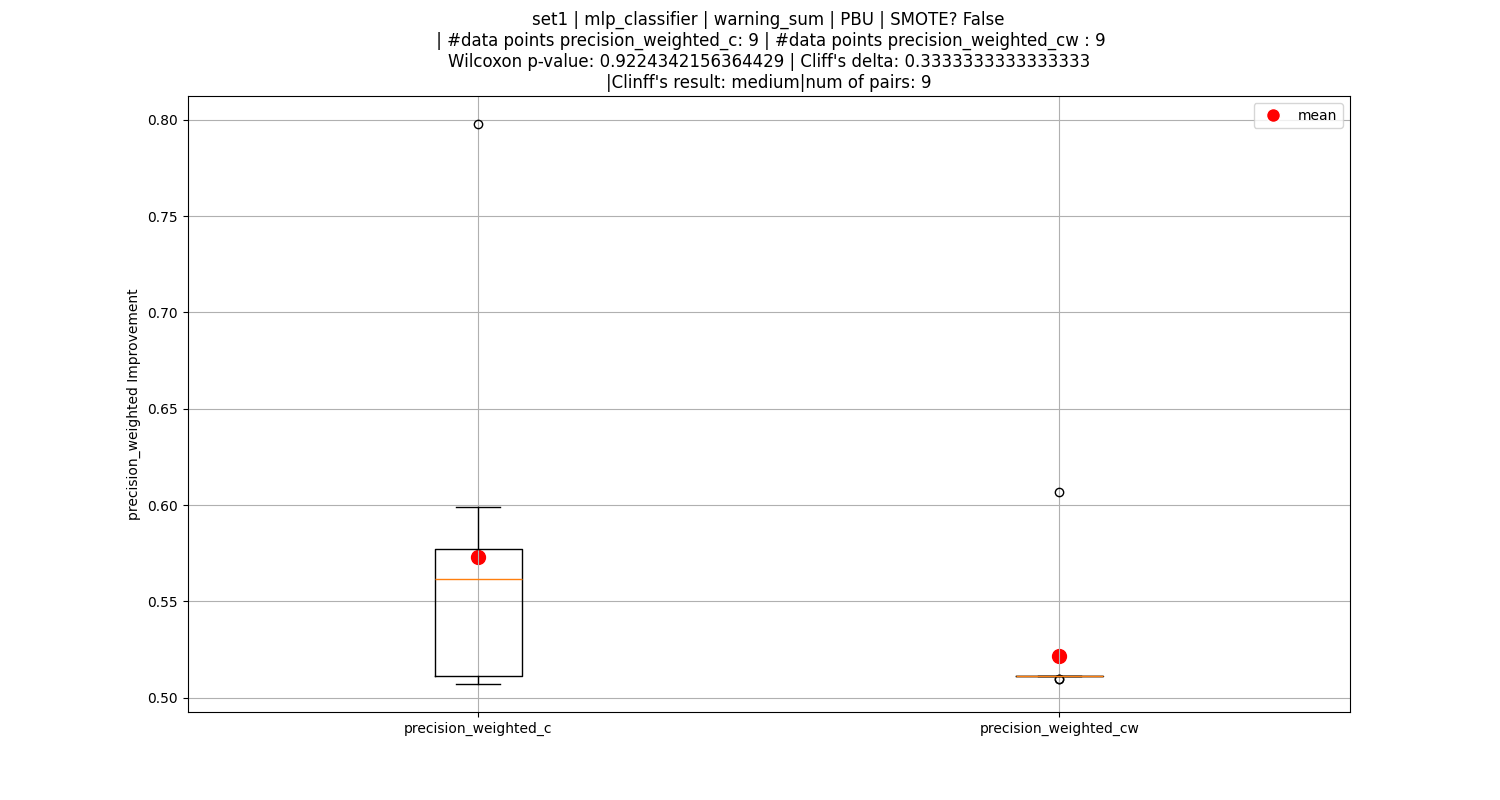 set1 | mlp_classifier | warning_sum | PBU | SMOTE? False
| #data points precision_weighted_c: 9 | #data points precision_weighted_cw : 9
Wilcoxon p-value: 0.9224342156364429 | Cliff's delta: 0.3333333333333333
|Clinff's result: medium|num of pairs: 9
mean
precision_weighted Improvement
0.80
0.75
0.70
0.65
0.60
0.55
0.50
precision_weighted_c
precision_weighted_cw